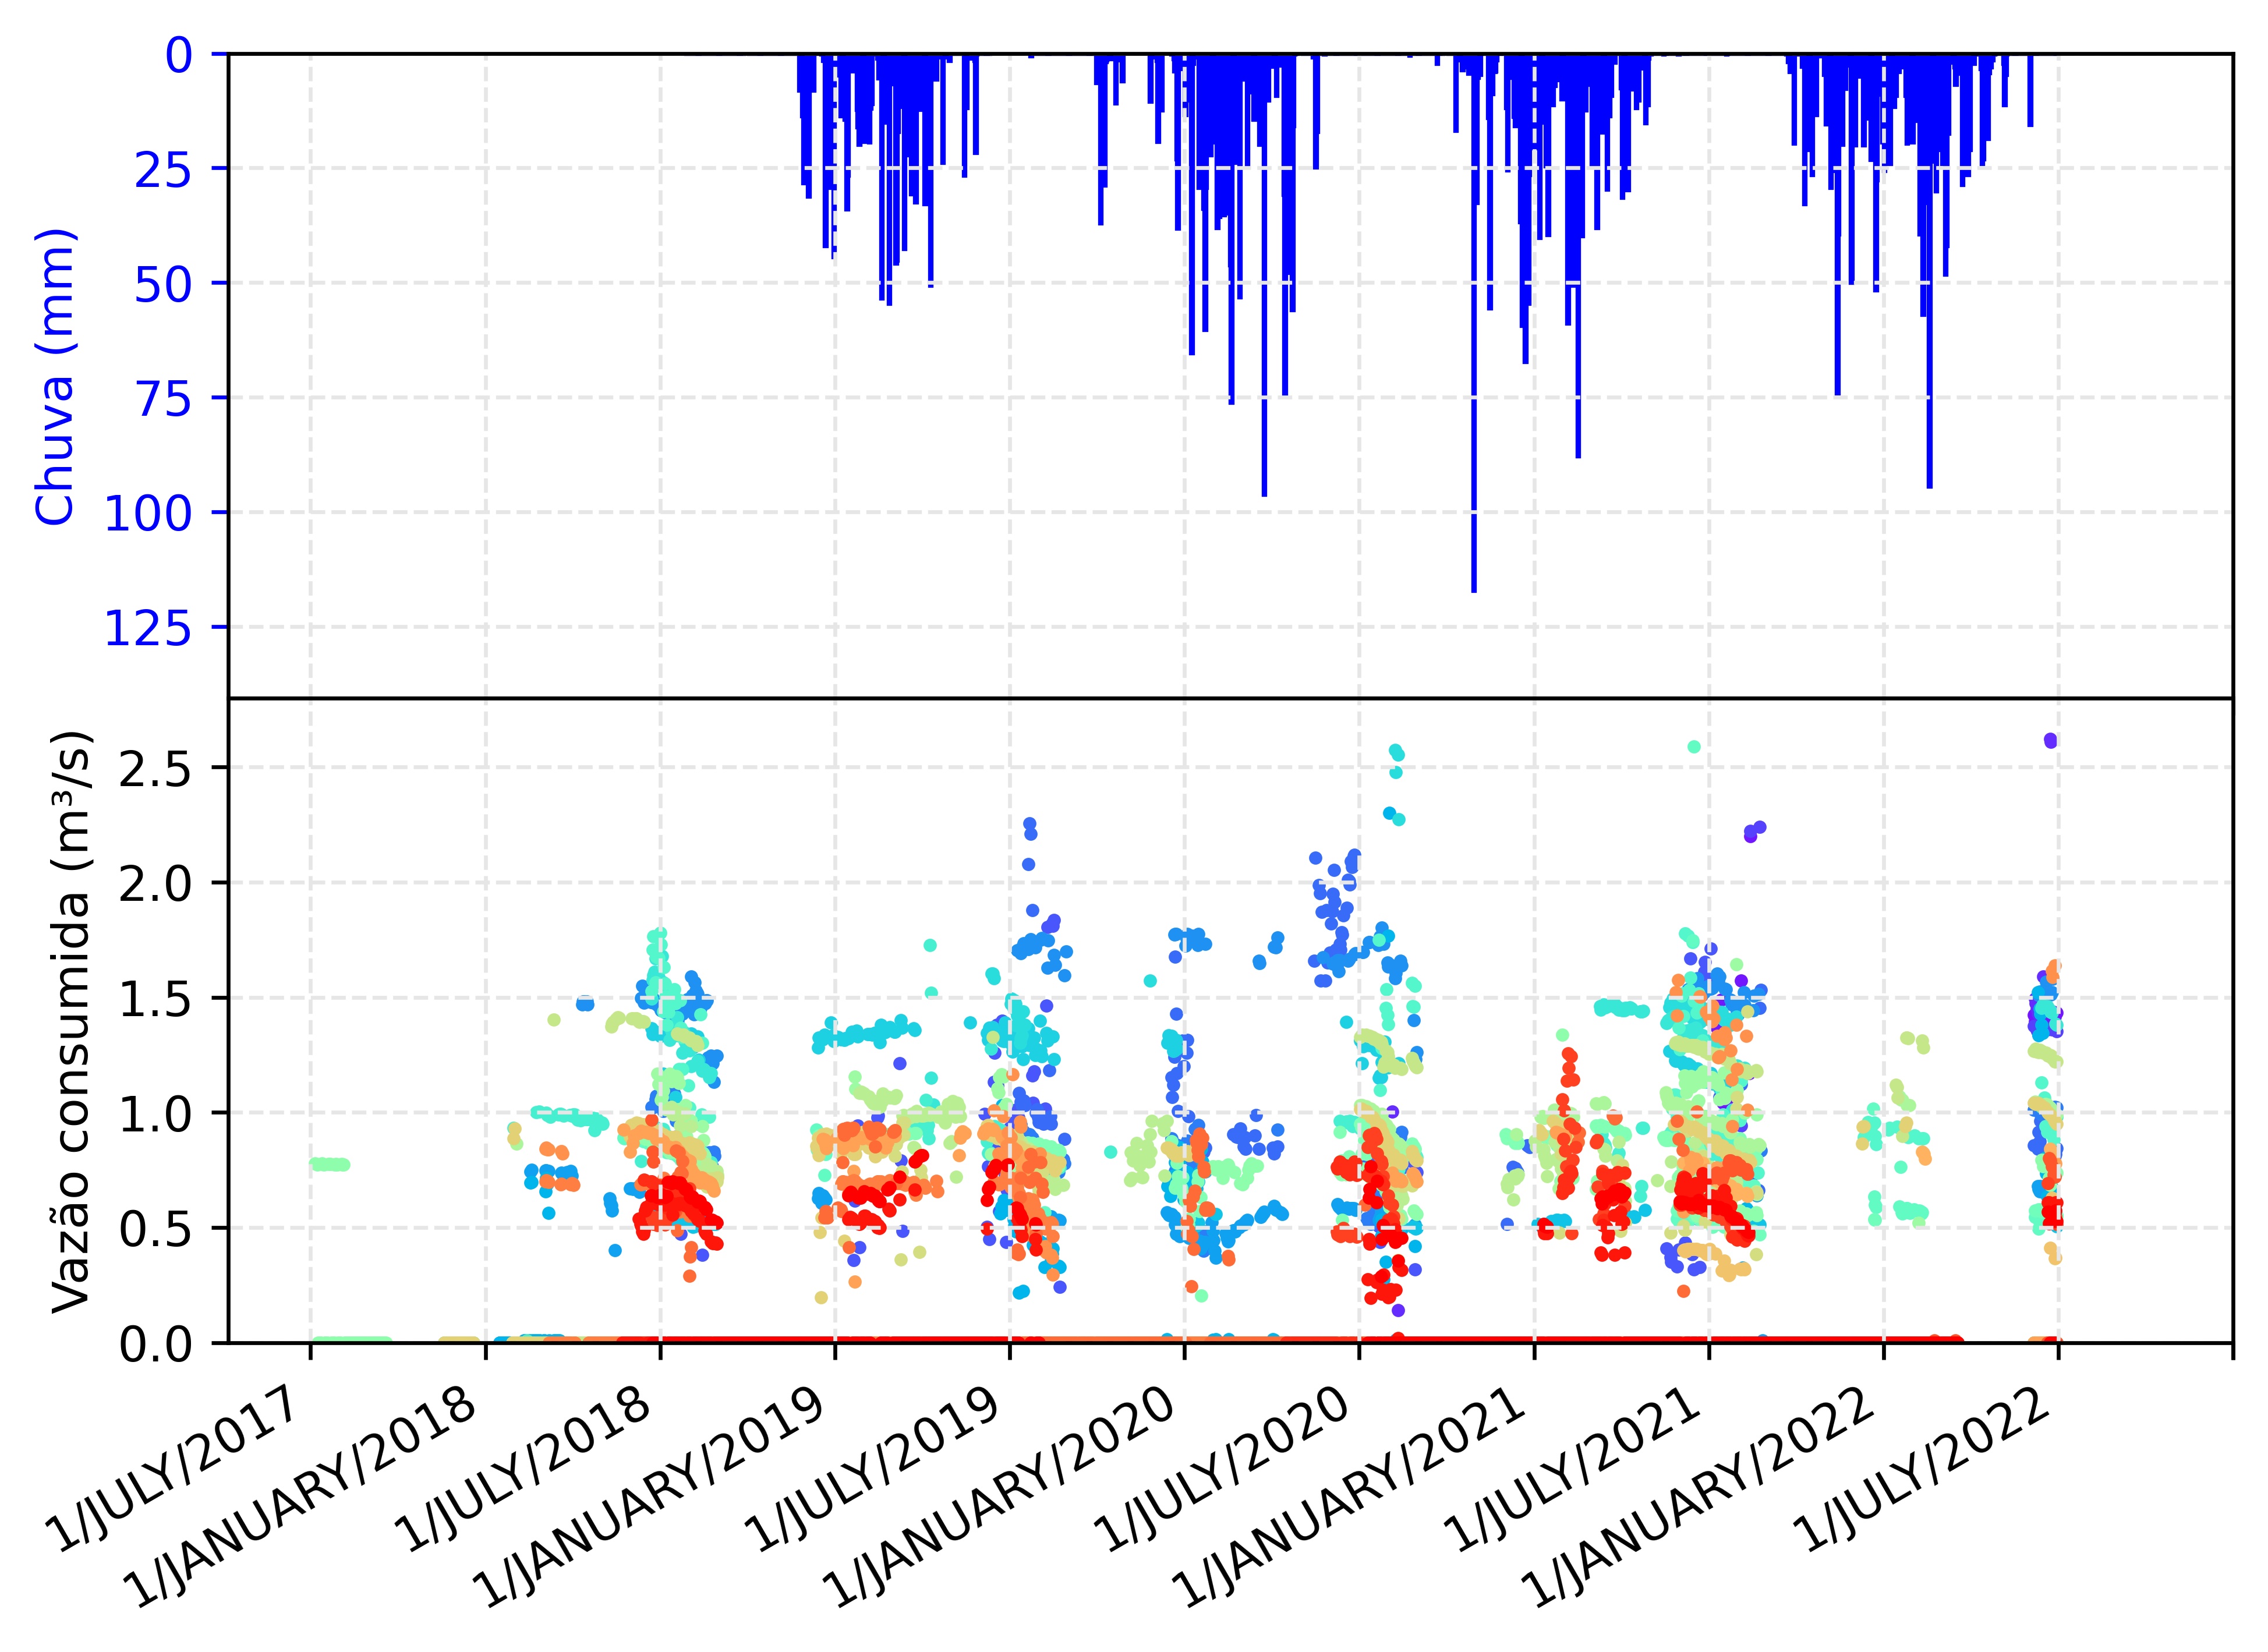 0
25
50
75
100
125
Chuva (mm)
0.0
0.5
1.0
1.5
2.0
2.5
Vazão consumida (m³/s)
1/JULY/2017
1/JANUARY/2018
1/JULY/2018
1/JANUARY/2019
1/JULY/2019
1/JANUARY/2020
1/JULY/2020
1/JANUARY/2021
1/JULY/2021
1/JANUARY/2022
1/JULY/2022